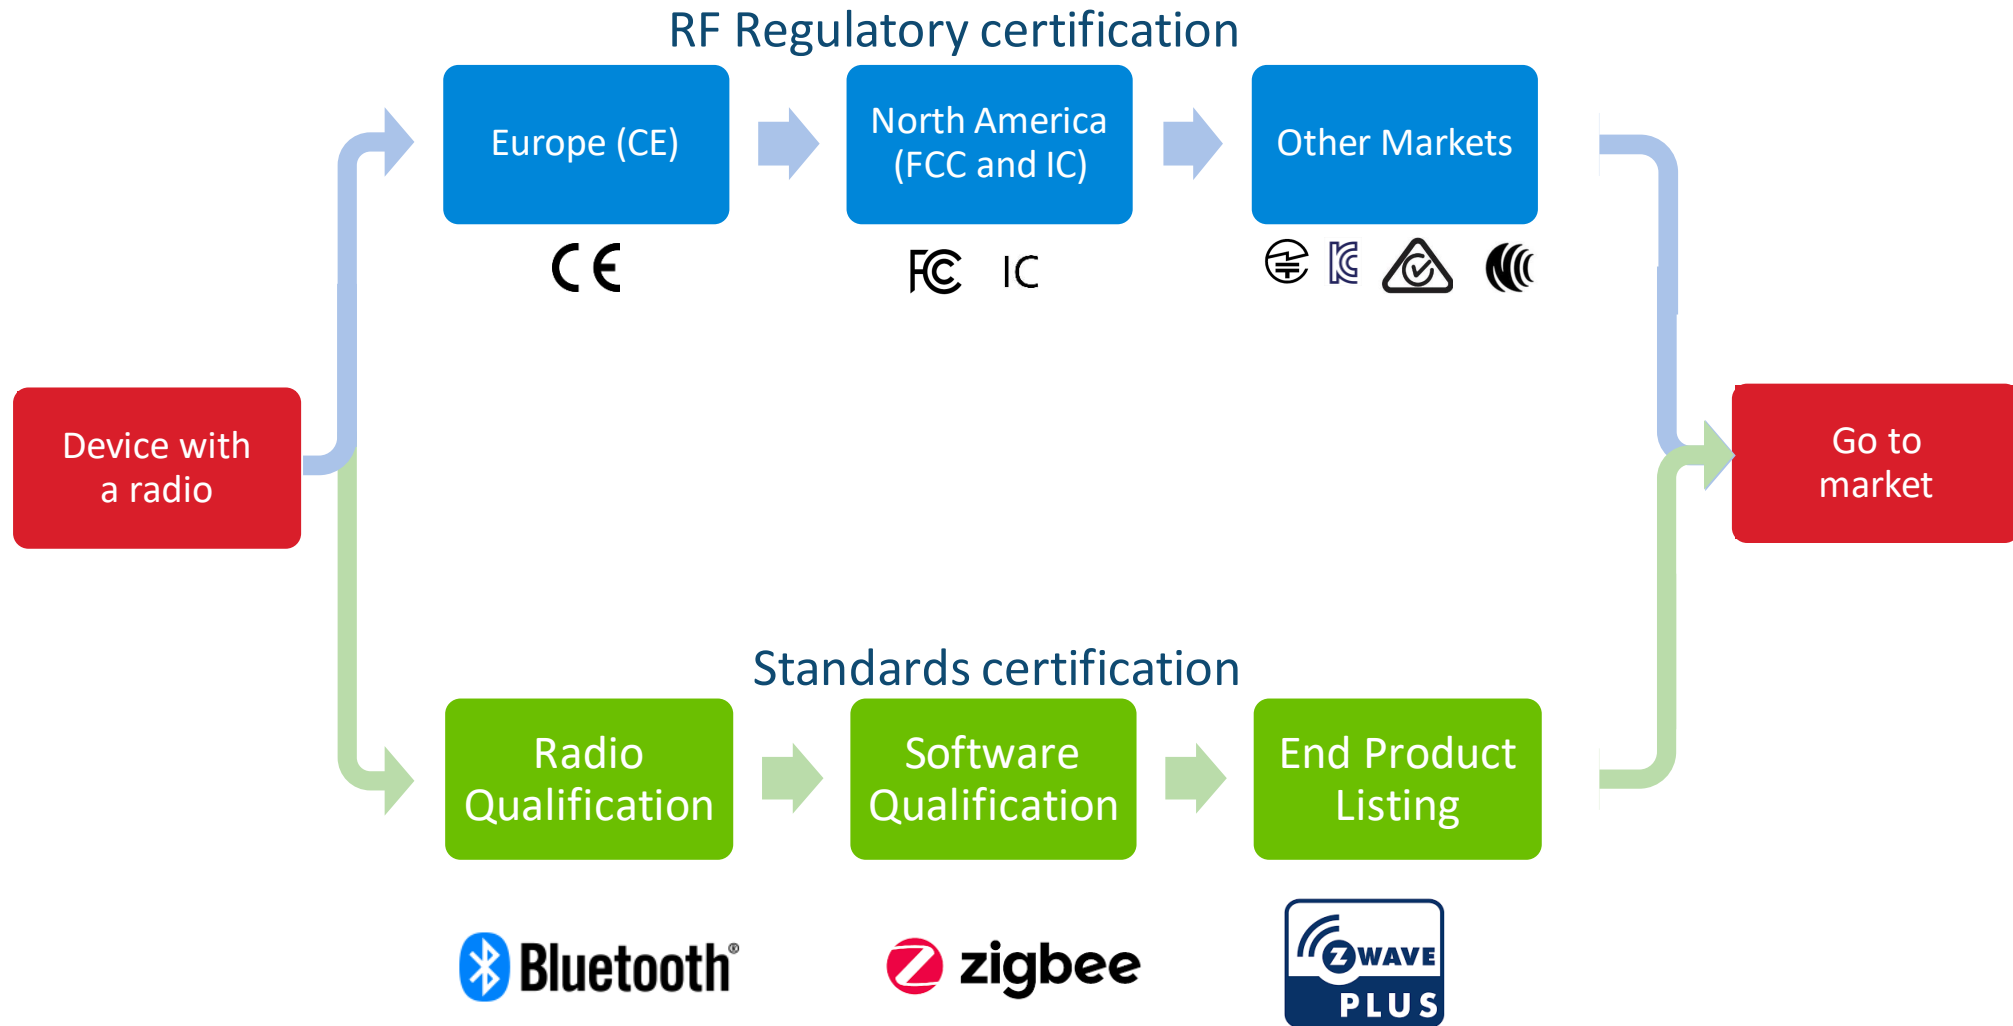 RF Regulatory certification
Europe (CE)
North America
(FCC and IC)
Other Markets
CE
FC
IC
Device with
a radio
Go to
market
Standards certification
Radio
Qualification
Software
Qualification
End Product
Listing
Bluetooth®
zigbee
Z WAVE
PLUS